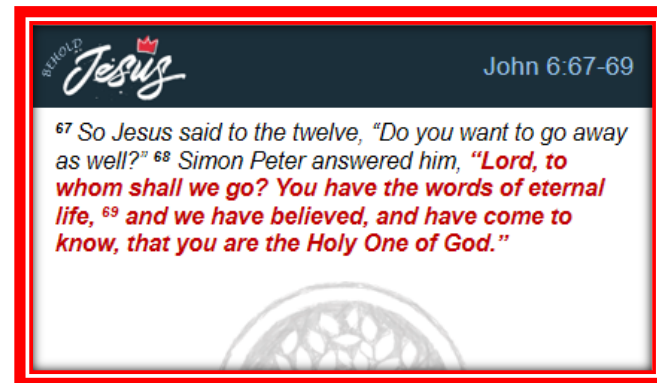 BEHOLD
Jesus
John 6:67-69
67 So Jesus said to the twelve, “Do you want to go away
as well?” 68 Simon Peter answered him, “Lord, to
whom shall we go? You have the words of eternal
life, 69 and we have believed, and have come to
know, that you are the Holy One of God.”